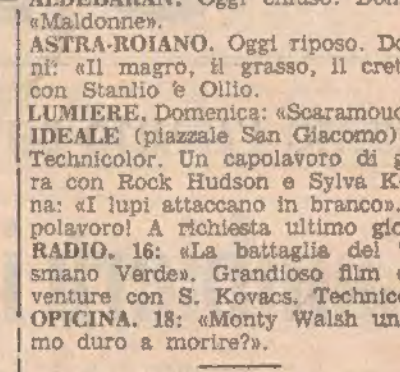 ALDEBARAN. Oggi chiuso.
«Maldonne».
ASTRA-ROIANO. Oggi riposo. Do
ni: «Il magro, il grasso, il cret
con Stanlio e Ollio.
LUMIERE. Domenica: «Scaramouc
IDEALE (piazzale San Giacomo)
Technicolor. Un capolavoro di g
ra con Rock Hudson e Sylva K
na: «I lupi attaccano in branco».
polavoro! A richiesta ultimo gio
RADIO. 16: «La battaglia del
smano Verde». Grandioso film
venture con S. Kovacs. Technic
OPICINA. 18: «Monty Walsh un
mo duro a morire?».